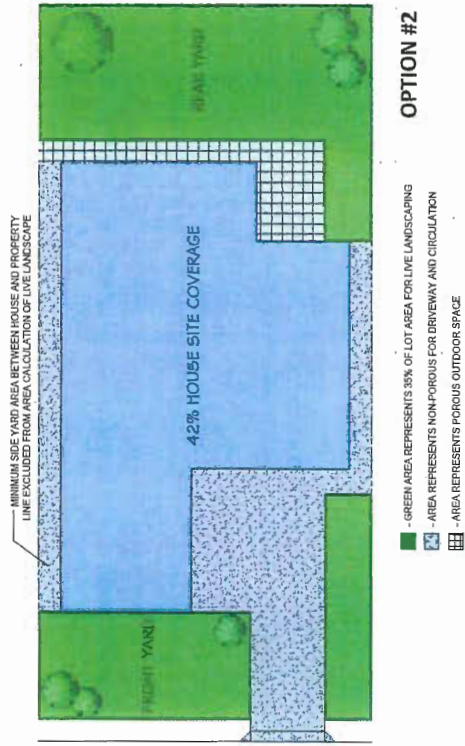 MINIMUM SIDE YARD AREA BETWEEN HOUSE AND PROPERTY
LINE EXCLUDED FROM AREA CALCULATION OF LIVE LANDSCAPE
REAR YARD
42% HOUSE SITE COVERAGE
FRONT YARD
- GREEN AREA REPRESENTS 35% OF LOT AREA FOR LIVE LANDSCAPING
- AREA REPRESENTS NON-POROUS FOR DRIVEWAY AND CIRCULATION
- AREA REPRESENTS POROUS OUTDOOR SPACE
OPTION #2